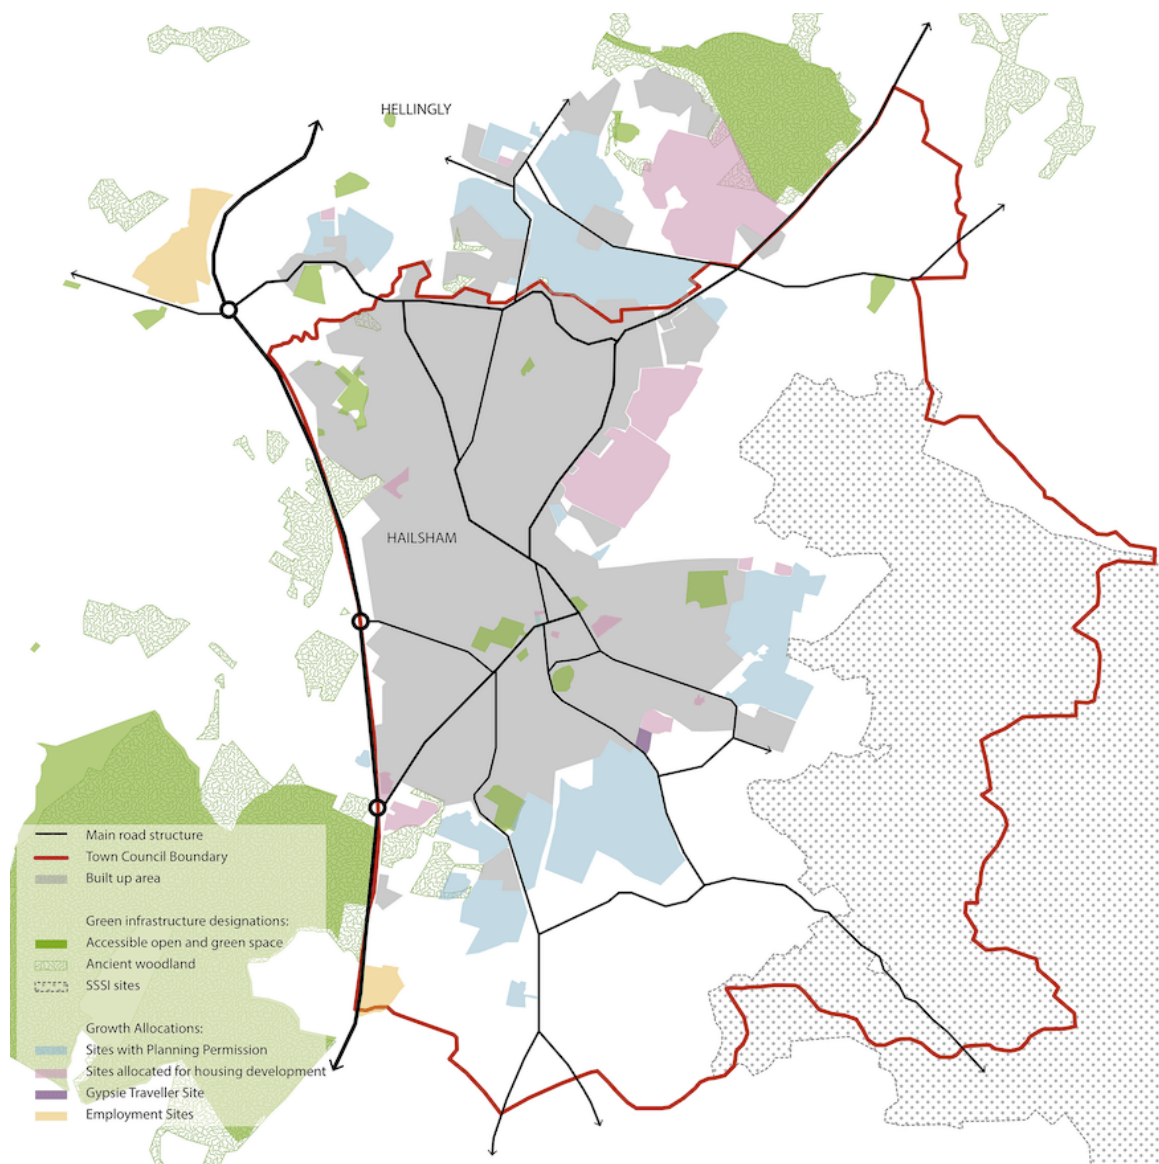 HELLINGLY
HAILSHAM
Main road structure
Town Council Boundary
Built up area
Green infrastructure designations:
Accessible open and green space
Ancient woodland
SSSI sites
Growth Allocations:
Sites with Planning Permission
Sites allocated for housing development
Gypsie Traveller Site
Employment Sites